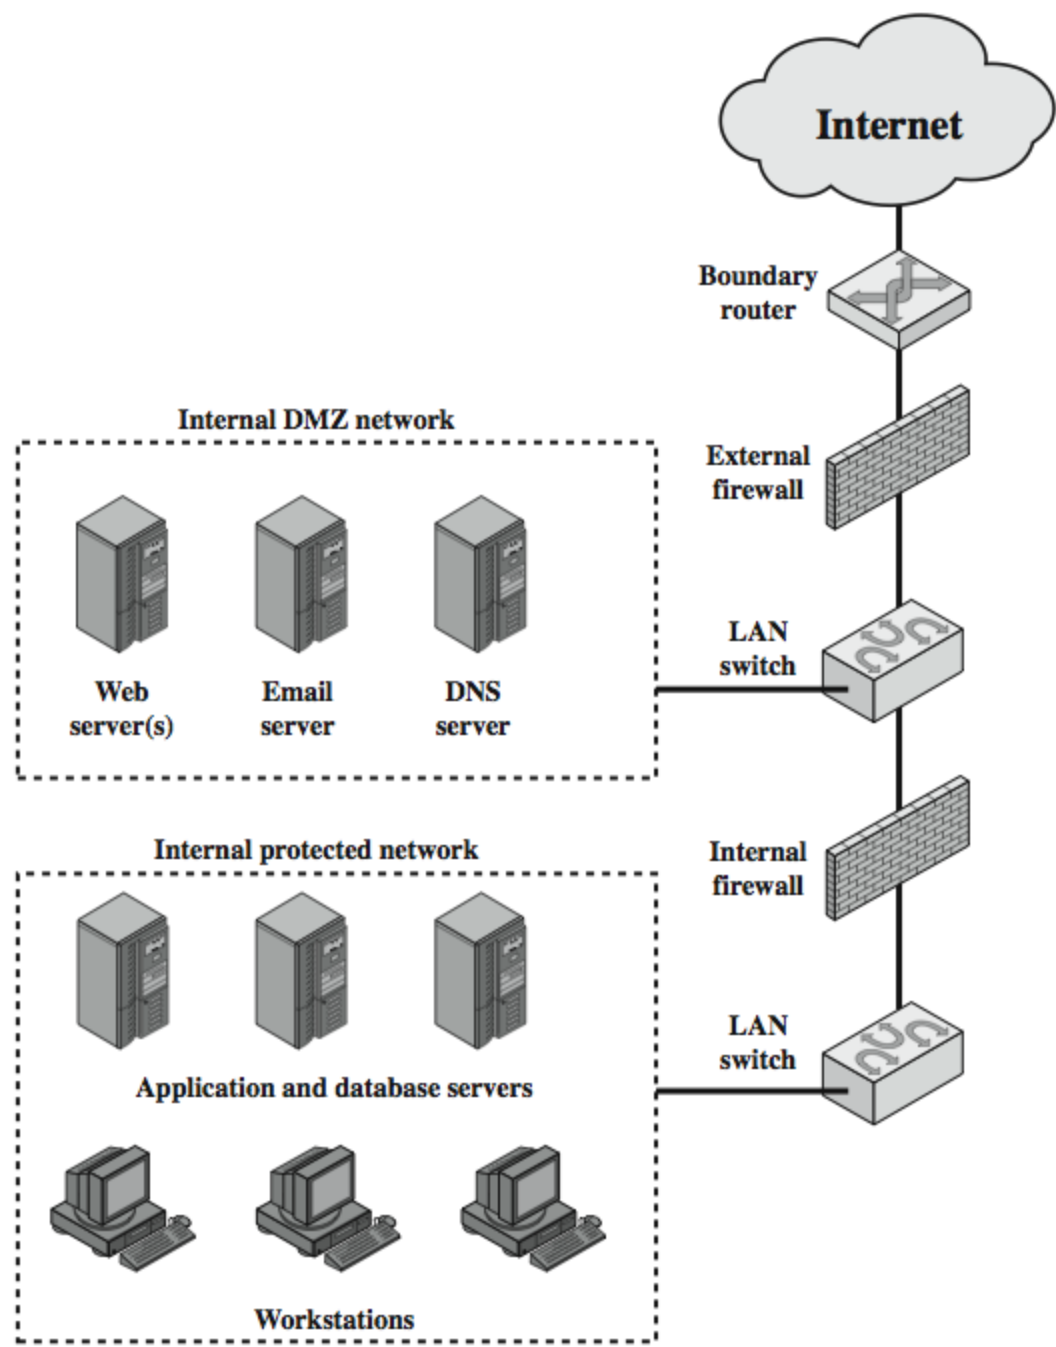 Internet
Boundary
router
External
firewall
Internal DMZ network
Web
server(s)
Email
server
DNS
server
LAN
switch
Internal
firewall
Internal protected network
Application and database servers
LAN
switch
Workstations